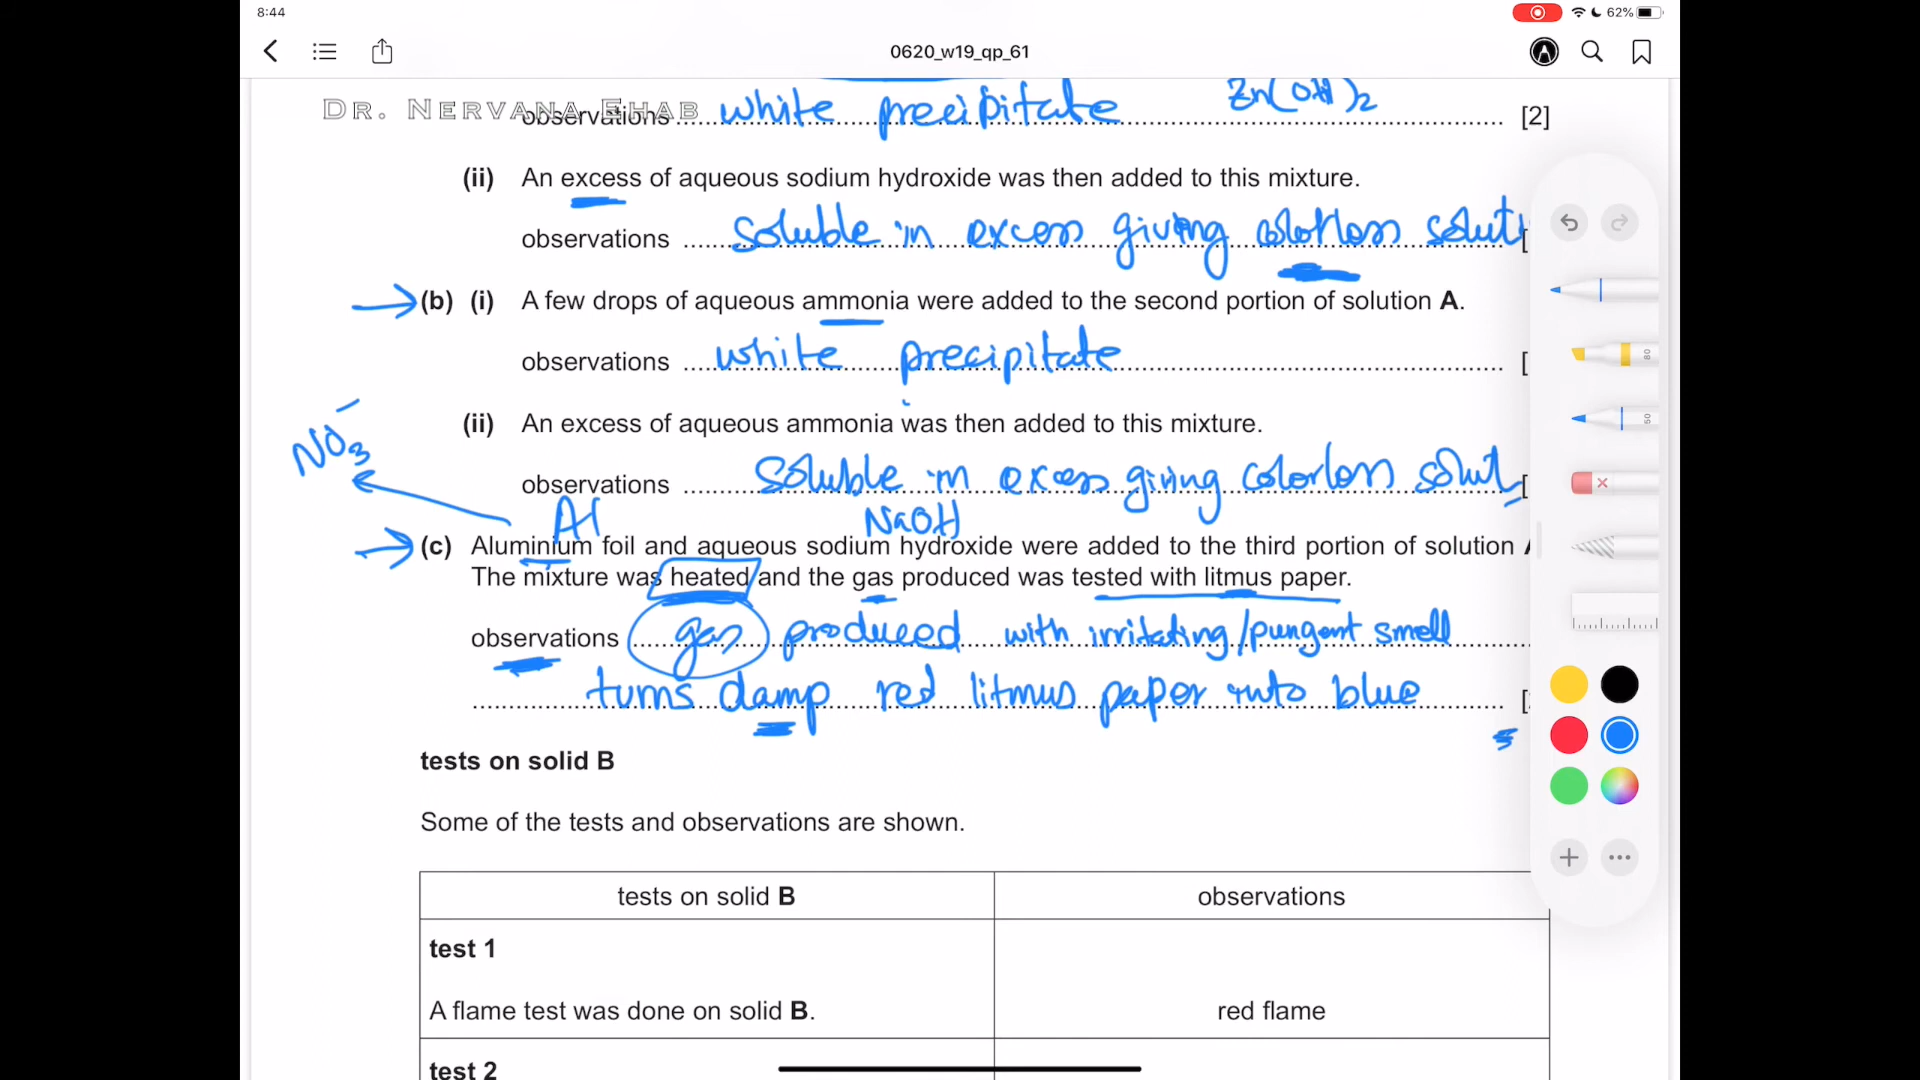 8:44
62%
0620_w19_qp_61
DR. NERVANA EHAB
Zn(OH)2
observations white precipitate [2]
(ii) An excess of aqueous sodium hydroxide was then added to this mixture.
observations soluble in excess giving colorless solut [
(b) (i) A few drops of aqueous ammonia were added to the second portion of solution A.
observations white precipitate [
(ii) An excess of aqueous ammonia was then added to this mixture.
NO3-
observations soluble in excess giving colorless solut [
Al NaOH
(c) Aluminium foil and aqueous sodium hydroxide were added to the third portion of solution
The mixture was heated and the gas produced was tested with litmus paper.
observations gas produced with irritating/pungent smell
turns damp red litmus paper into blue [
tests on solid B
Some of the tests and observations are shown.
tests on solid B observations
test 1
A flame test was done on solid B. red flame
test 2
80
50